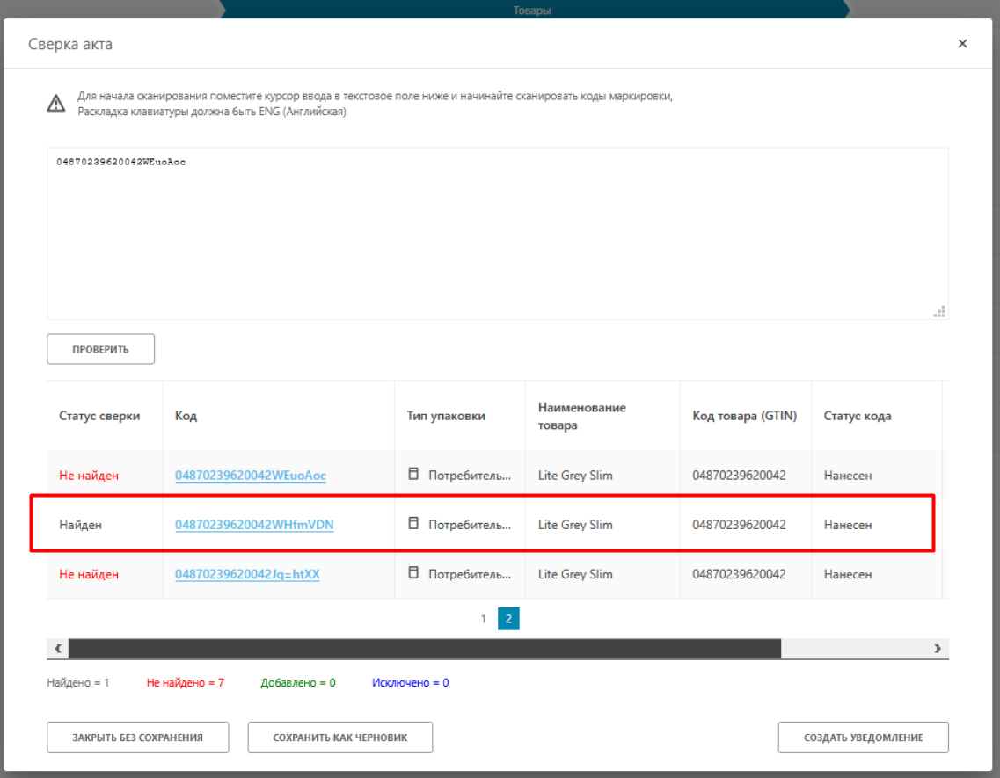 Товары
Сверка акта
Для начала сканирования поместите курсор ввода в текстовое поле ниже и начинайте сканировать коды маркировки,
Раскладка клавиатуры должна быть ENG (Английская)
04870239620042WEuoAoc
ПРОВЕРИТЬ
Статус сверки Код Тип упаковки Наименование товара Код товара (GTIN) Статус кода
Не найден 04870239620042WEuoAoc Потребитель... Lite Grey Slim 04870239620042 Нанесен
Найден 04870239620042WHfmVDN Потребитель... Lite Grey Slim 04870239620042 Нанесен
Не найден 04870239620042Jq=htXX Потребитель... Lite Grey Slim 04870239620042 Нанесен
1 2
Найдено = 1 Не найдено = 7 Добавлено = 0 Исключено = 0
ЗАКРЫТЬ БЕЗ СОХРАНЕНИЯ СОХРАНИТЬ КАК ЧЕРНОВИК СОЗДАТЬ УВЕДОМЛЕНИЕ